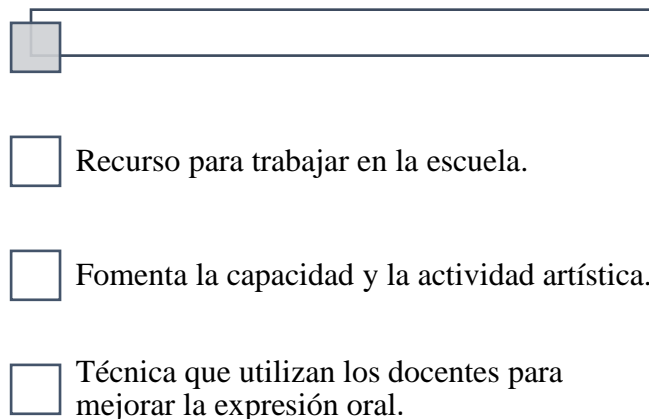 Recurso para trabajar en la escuela.
Fomenta la capacidad y la actividad artística.
Técnica que utilizan los docentes para
mejorar la expresión oral.